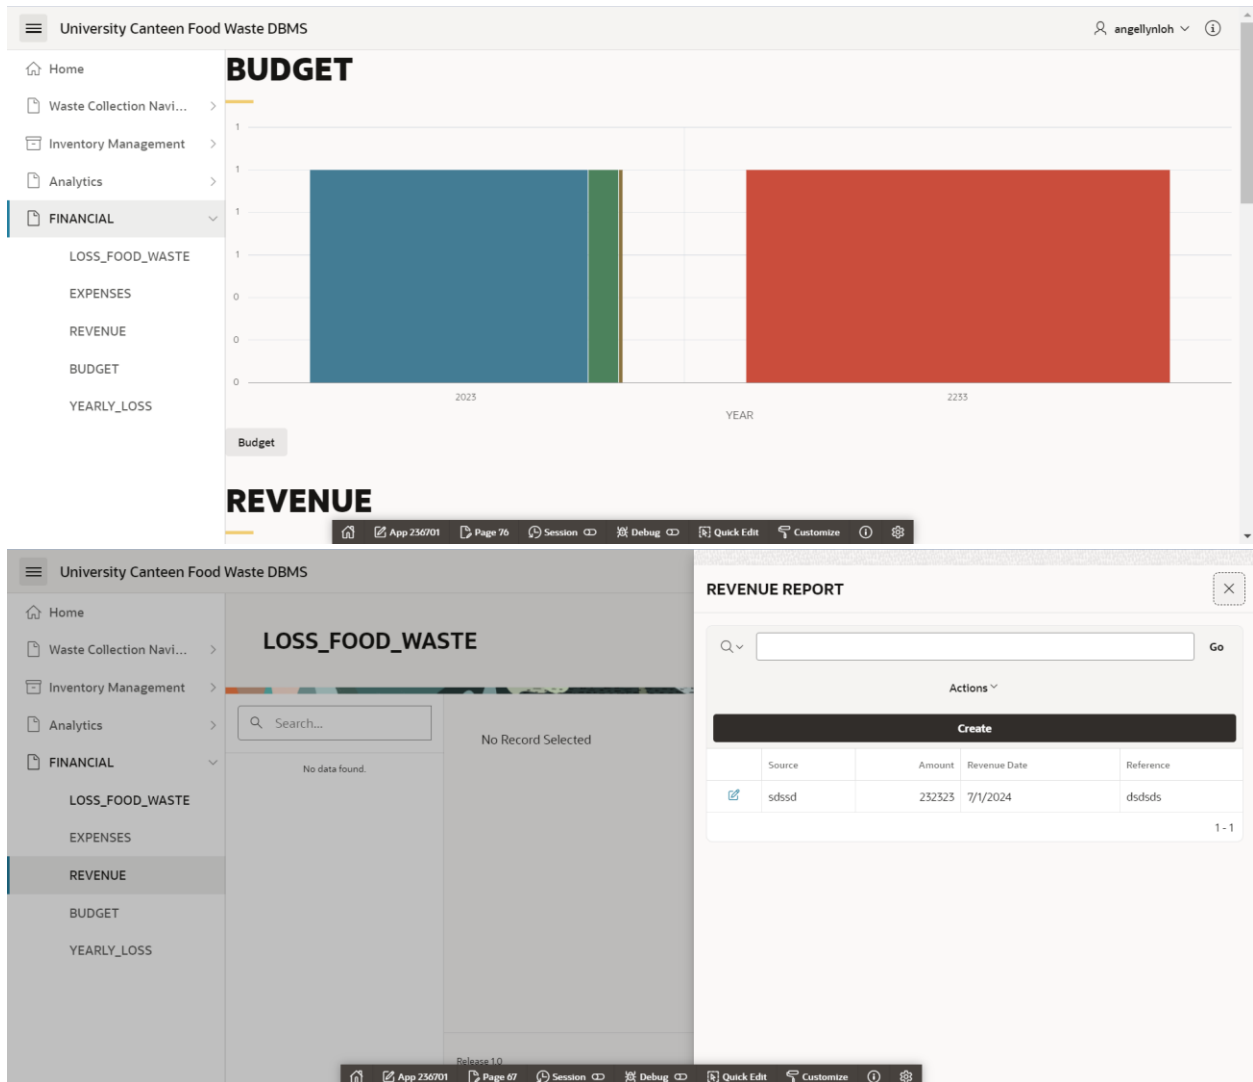 University Canteen Food Waste DBMS
angellynloh
Home
Waste Collection Navi...
Inventory Management
Analytics
FINANCIAL
LOSS_FOOD_WASTE
EXPENSES
REVENUE
BUDGET
YEARLY_LOSS
BUDGET
1
1
1
1
0
0
0
2023
2233
YEAR
Budget
REVENUE
App 236701 Page 76 Session Debug Quick Edit Customize
University Canteen Food Waste DBMS
Home
Waste Collection Navi...
Inventory Management
Analytics
FINANCIAL
LOSS_FOOD_WASTE
EXPENSES
REVENUE
BUDGET
YEARLY_LOSS
LOSS_FOOD_WASTE
Search...
No data found.
No Record Selected
Release 1.0
REVENUE REPORT
Go
Actions
Create
Source Amount Revenue Date Reference
sdssd 232323 7/1/2024 dsdsds
1 - 1
App 236701 Page 67 Session Debug Quick Edit Customize